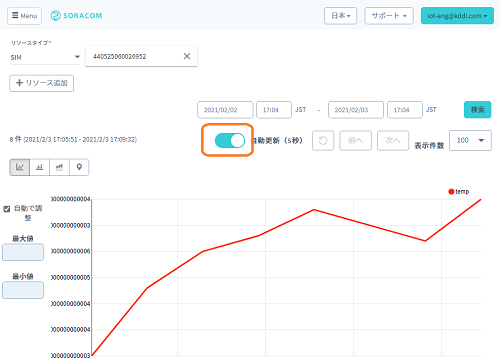 Menu
SORACOM
日本
サポート
iot-eng@kddi.com
リソースタイプ *
SIM
440525060026952
リソース追加
2021/02/02
17:04
JST
-
2021/02/03
17:04
JST
検索
8 件 (2021/2/3 17:05:51 - 2021/2/3 17:09:32)
自動更新（5秒）
前へ
次へ
表示件数
100
自動で調
整
最大値
最小値
temp
000000000004
000000000003
000000000006
000000000005
000000000004
000000000004
000000000003